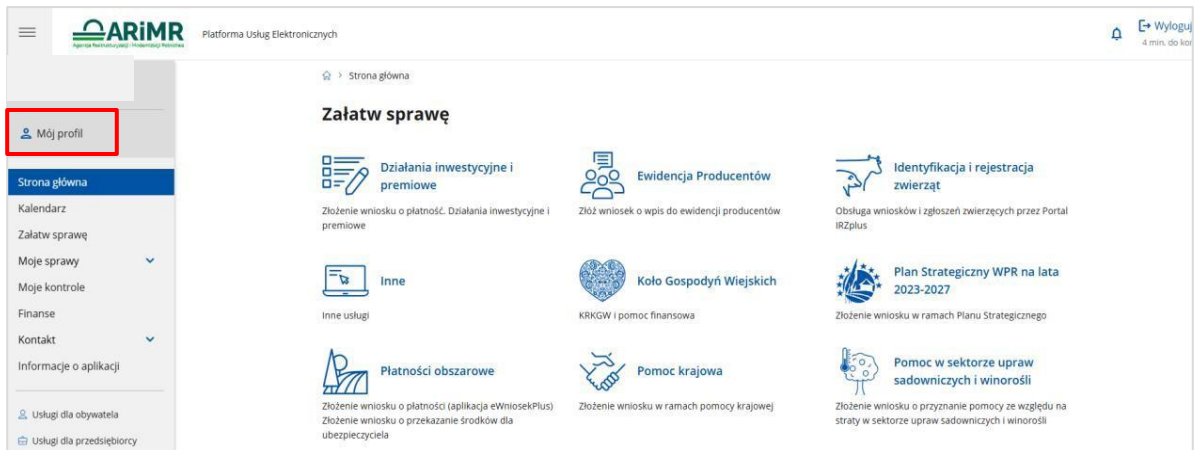 ARiMR
Agencja Restrukturyzacji i Modernizacji Rolnictwa
Platforma Usług Elektronicznych
Wyloguj
4 min. do
Mój profil
Strona główna
Kalendarz
Załatw sprawę
Moje sprawy
Moje kontrole
Finanse
Kontakt
Informacje o aplikacji
Usługi dla obywatela
Usługi dla przedsiębiorcy
Strona główna
Załatw sprawę
Działania inwestycyjne i
premiowe
Złożenie wniosku o płatność. Działania inwestycyjne i
premiowe
Ewidencja Producentów
Złóż wniosek o wpis do ewidencji producentów
Identyfikacja i rejestracja
zwierząt
Obsługa wniosków i zgłoszeń zwierzęcych przez Portal
IRZplus
Inne
Inne usługi
Koło Gospodyń Wiejskich
KRKGW i pomoc finansowa
Plan Strategiczny WPR na lata
2023-2027
Złożenie wniosku w ramach Planu Strategicznego
Płatności obszarowe
Złożenie wniosku o płatności (aplikacja eWniosekPlus)
Złożenie wniosku o przekazanie środków dla
ubezpieczyciela
Pomoc krajowa
Złożenie wniosku w ramach pomocy krajowej
Pomoc w sektorze upraw
sadowniczych i winorośli
Złożenie wniosku o przyznanie pomocy ze względu na
straty w sektorze upraw sadowniczych i winorośli